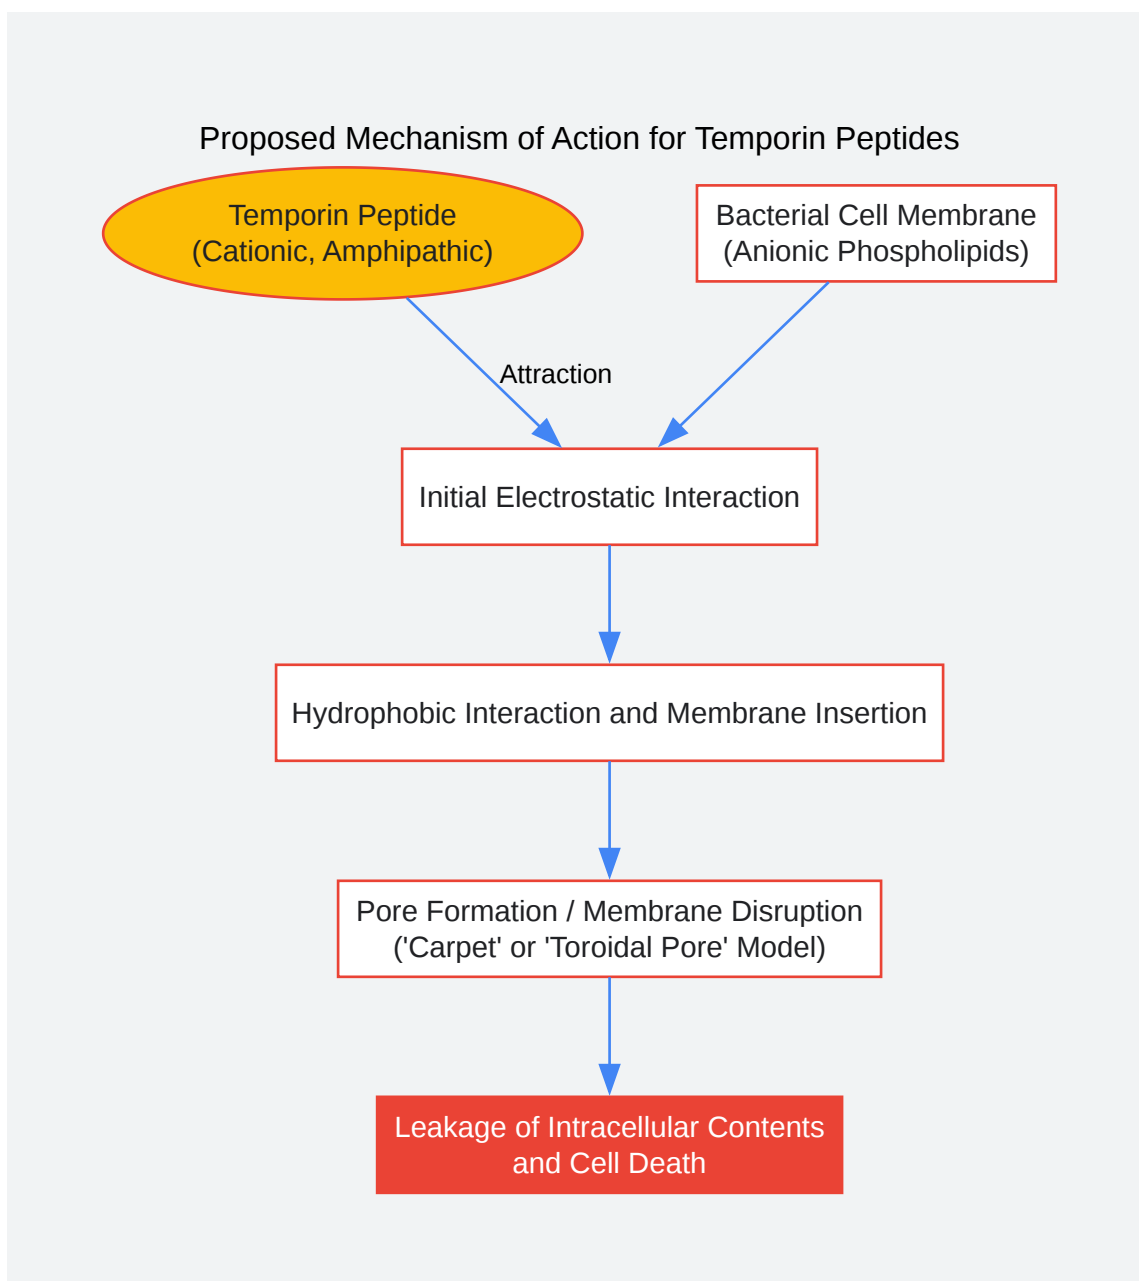 Proposed Mechanism of Action for Temporin Peptides
Temporin Peptide
(Cationic, Amphipathic)
Bacterial Cell Membrane
(Anionic Phospholipids)
Attraction
Initial Electrostatic Interaction
Hydrophobic Interaction and Membrane Insertion
Pore Formation / Membrane Disruption
('Carpet' or 'Toroidal Pore' Model)
Leakage of Intracellular Contents
and Cell Death